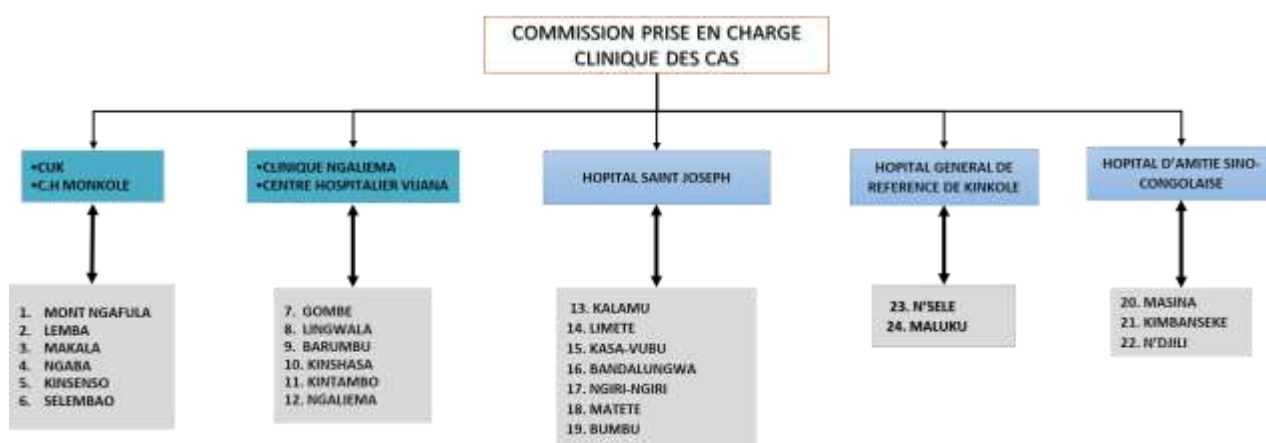 COMMISSION PRISE EN CHARGE
CLINIQUE DES CAS
•CUK
•C.H MONKOLE
•CLINIQUE NGALIEMA
•CENTRE HOSPITALIER VIJANA
HOPITAL SAINT JOSEPH
HOPITAL GENERAL DE
REFERENCE DE KINKOLE
HOPITAL D'AMITIE SINO-
CONGOLAISE
1. MONT NGAFULA
2. LEMBA
3. MAKALA
4. NGABA
5. KINSENSO
6. SELEMBAO
7. GOMBE
8. LINGWALA
9. BARUMBU
10. KINSHASA
11. KINTAMBO
12. NGALIEMA
13. KALAMU
14. LIMETE
15. KASA-VUBU
16. BANDALUNGWA
17. NGIRI-NGIRI
18. MATETE
19. BUMBU
23. N'SELE
24. MALUKU
20. MASINA
21. KIMBANSEKE
22. N'DJILI